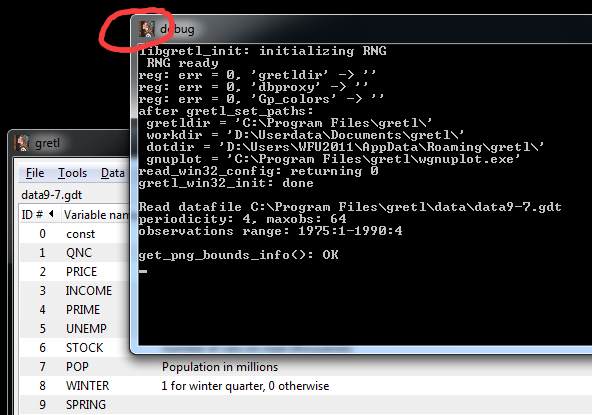 debug
libgretl_init: initializing RNG
RNG ready
reg: err = 0, 'gretldir' -> ''
reg: err = 0, 'dbproxy' -> ''
reg: err = 0, 'Gp_colors' -> ''
after gretl_set_paths:
gretldir = 'C:\Program Files\gretl\'
workdir = 'D:\Userdata\Documents\gretl\'
dotdir = 'D:\Users\WFU2011\AppData\Roaming\gretl\'
gnuplot = 'C:\Program Files\gretl\wgnuplot.exe'
read_win32_config: returning 0
gretl_win32_init: done
Read datafile C:\Program Files\gretl\data\data9-7.gdt
periodicity: 4, maxobs: 64
observations range: 1975:1-1990:4
get_png_bounds_info(): OK
gretl
File Tools Data
data9-7.gdt
ID # Variable name
0 const
1 QNC
2 PRICE
3 INCOME
4 PRIME
5 UNEMP
6 STOCK
7 POP Population in millions
8 WINTER 1 for winter quarter, 0 otherwise
9 SPRING